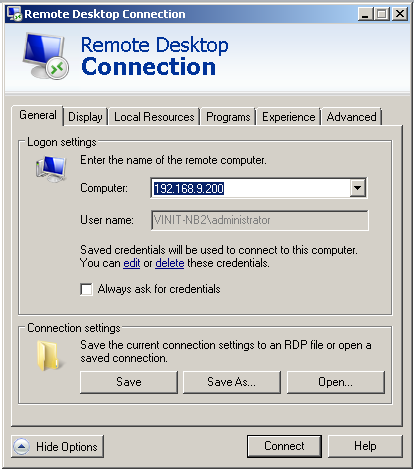 Remote Desktop Connection
Remote Desktop
Connection
General Display Local Resources Programs Experience Advanced
Logon settings
Enter the name of the remote computer.
Computer: 192.168.9.200
User name: VINIT-NB2\administrator
Saved credentials will be used to connect to this computer.
You can edit or delete these credentials.
Always ask for credentials
Connection settings
Save the current connection settings to an RDP file or open a
saved connection.
Save Save As... Open...
Hide Options Connect Help